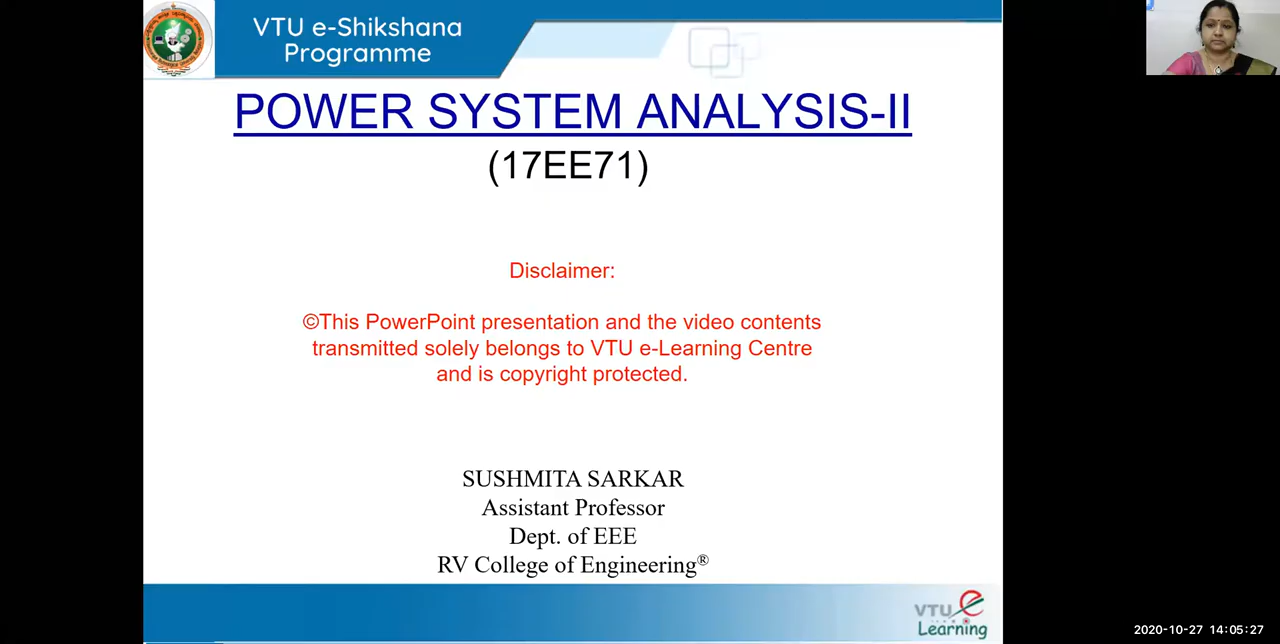 VTU e-Shikshana
Programme
POWER SYSTEM ANALYSIS-II
(17EE71)
Disclaimer:
©This PowerPoint presentation and the video contents
transmitted solely belongs to VTU e-Learning Centre
and is copyright protected.
SUSHMITA SARKAR
Assistant Professor
Dept. of EEE
RV College of Engineering®
VTU e
Learning
2020-10-27 14:05:27